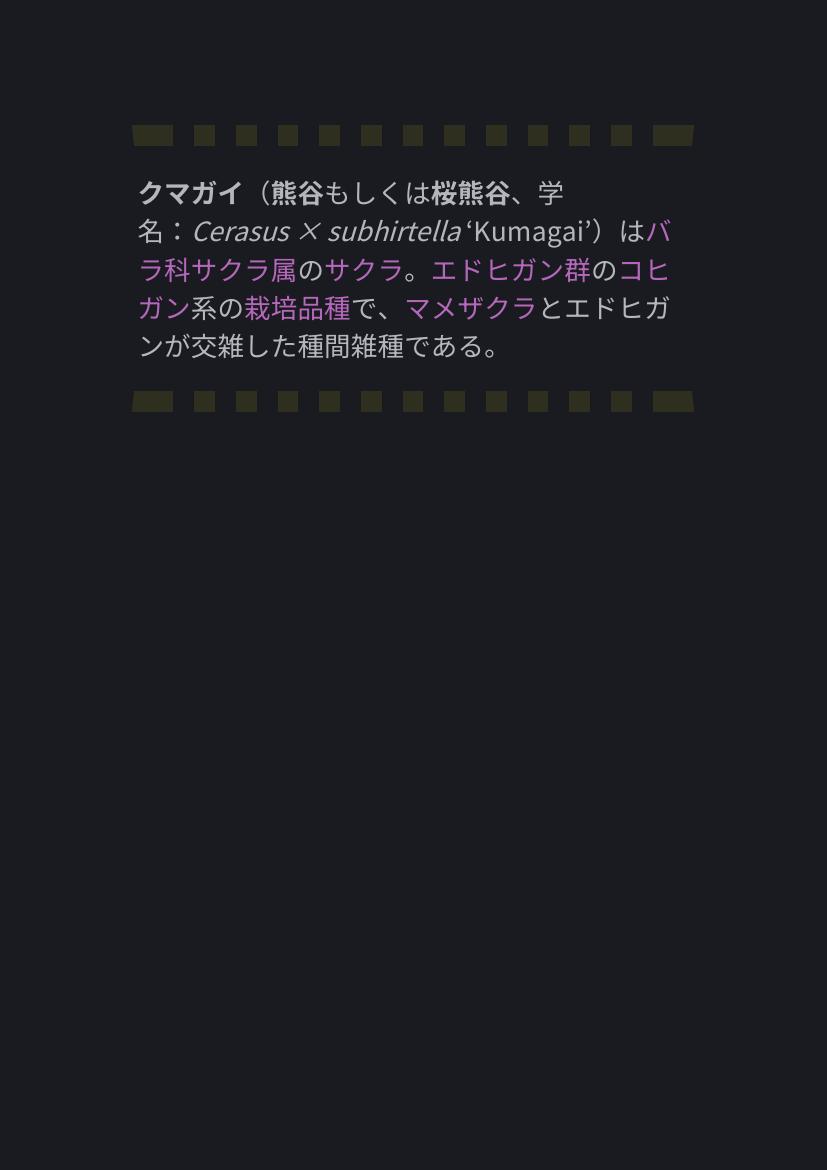 クマガイ（熊谷もしくは桜熊谷、学
名：Cerasus × subhirtella ‘Kumagai’）はバ
ラ科サクラ属のサクラ。エドヒガン群のコヒ
ガン系の栽培品種で、マメザクラとエドヒガ
ンが交雑した種間雑種である。